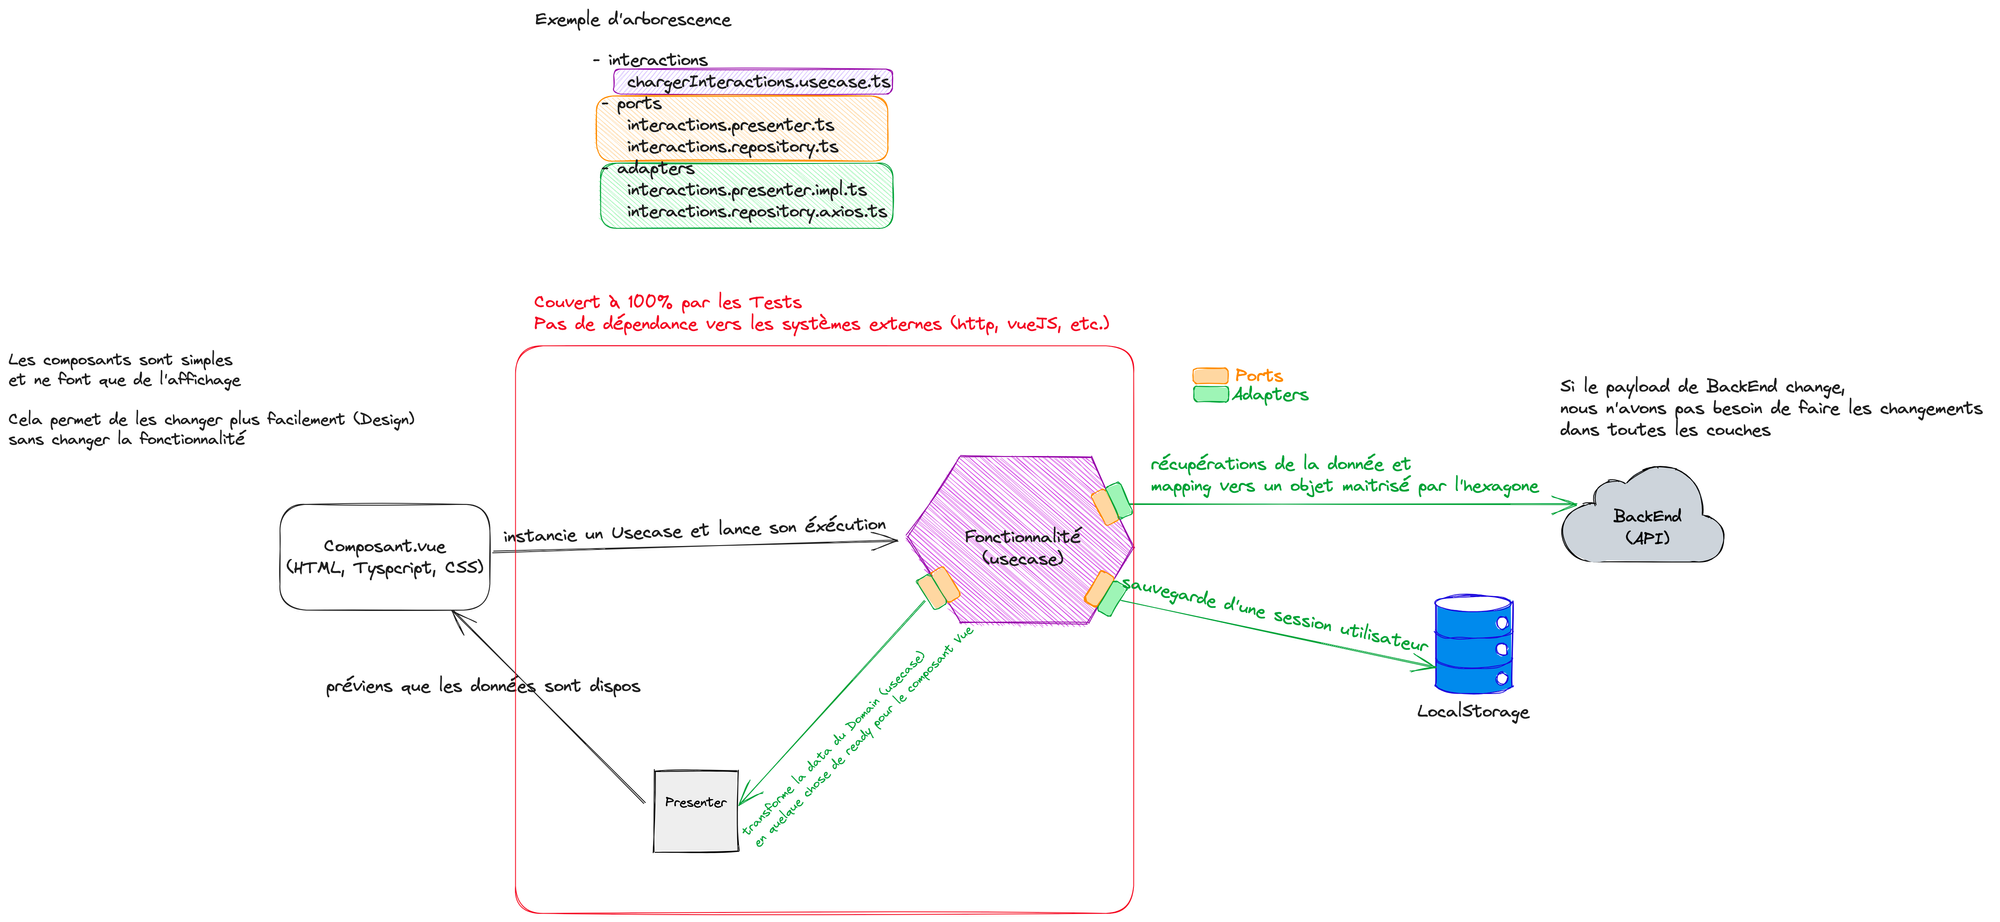 Exemple d'arborescence
- interactions
chargerInteractions.usecase.ts
- ports
interactions.presenter.ts
interactions.repository.ts
- adapters
interactions.presenter.impl.ts
interactions.repository.axios.ts
Couvert à 100% par les Tests
Pas de dépendance vers les systèmes externes (http, vueJS, etc.)
Les composants sont simples
et ne font que de l'affichage
Cela permet de les changer plus facilement (Design)
sans changer la fonctionnalité
Ports
Adapters
Si le payload de BackEnd change,
nous n'avons pas besoin de faire les changements
dans toutes les couches
récupérations de la donnée et
mapping vers un objet maitrisé par l'hexagone
BackEnd
(API)
instancie un Usecase et lance son éxécution
Composant.vue
(HTML, Tyspcript, CSS)
Fonctionnalité
(usecase)
sauvegarde d'une session utilisateur
LocalStorage
préviens que les données sont dispos
transforme la data du Domain (usecase)
en quelque chose de ready pour le composant Vue
Presenter